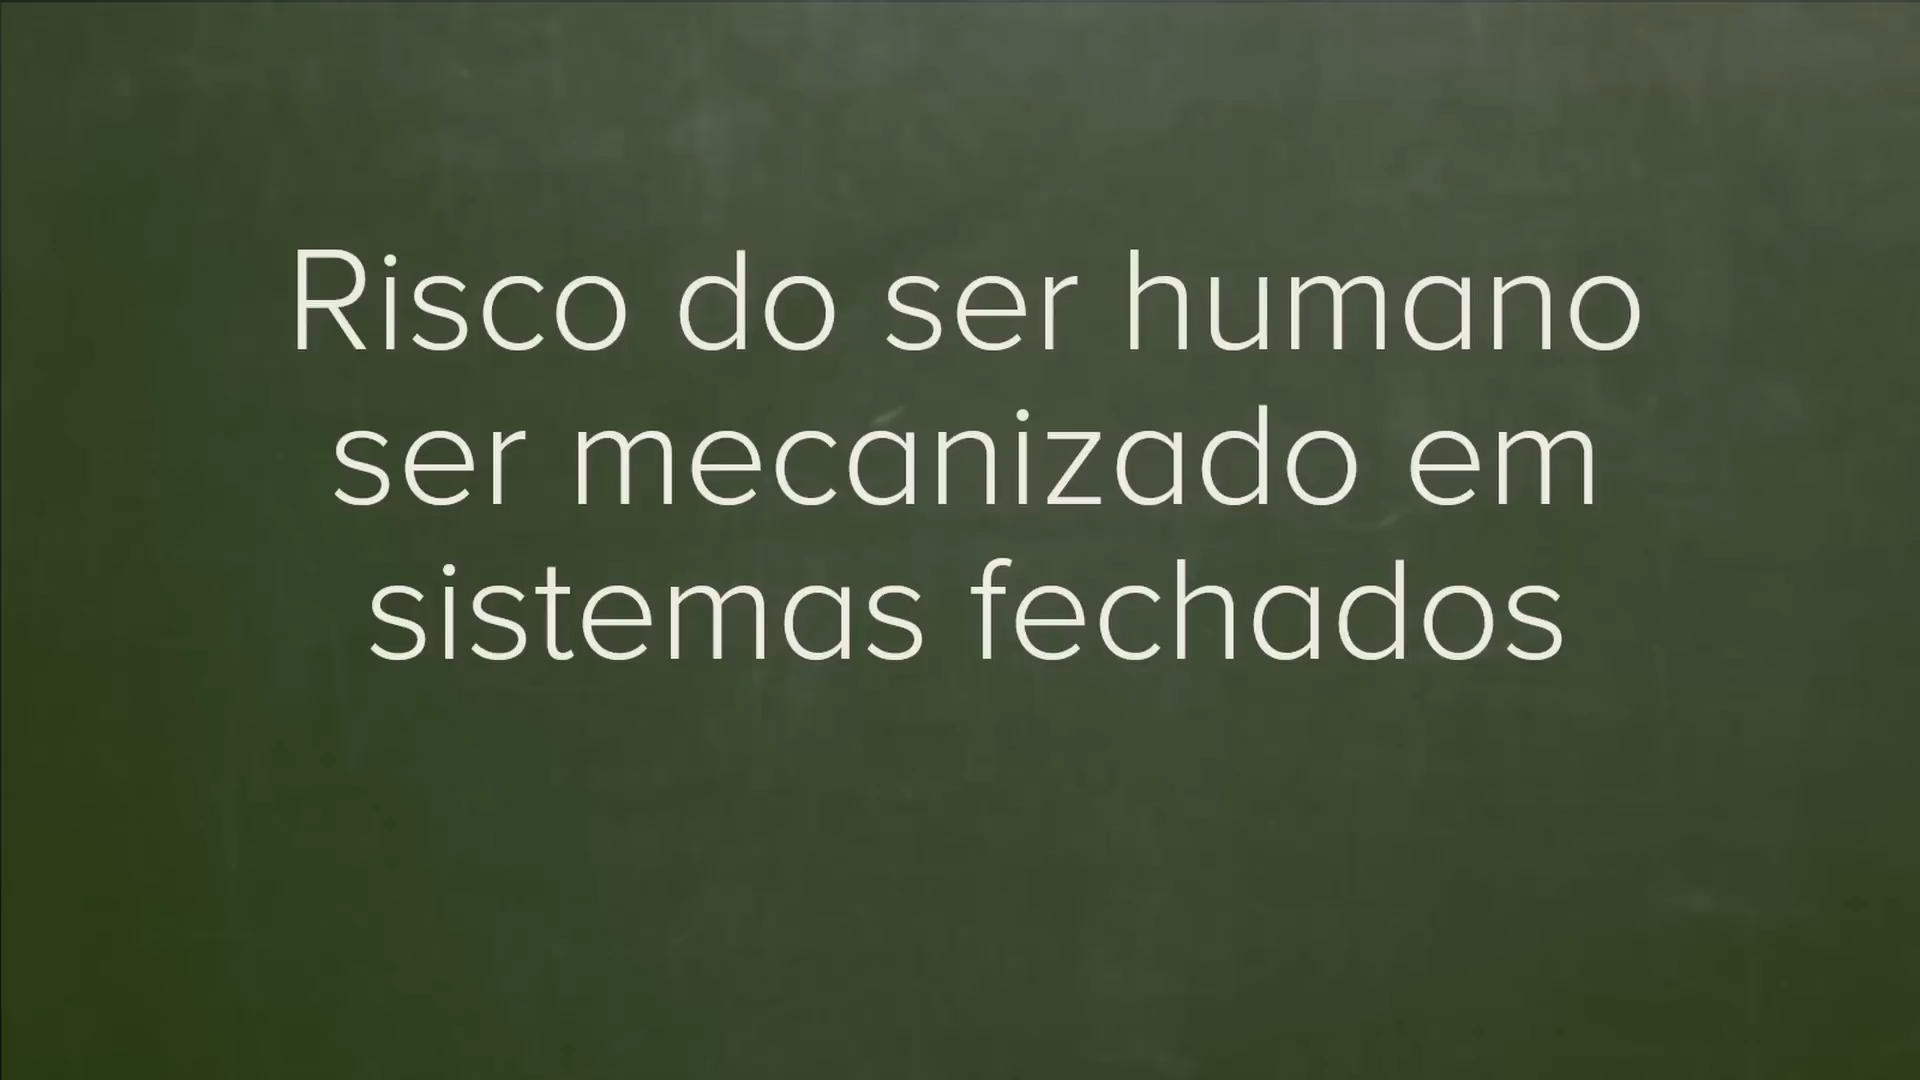 Risco do ser humano
ser mecanizado em
sistemas fechados